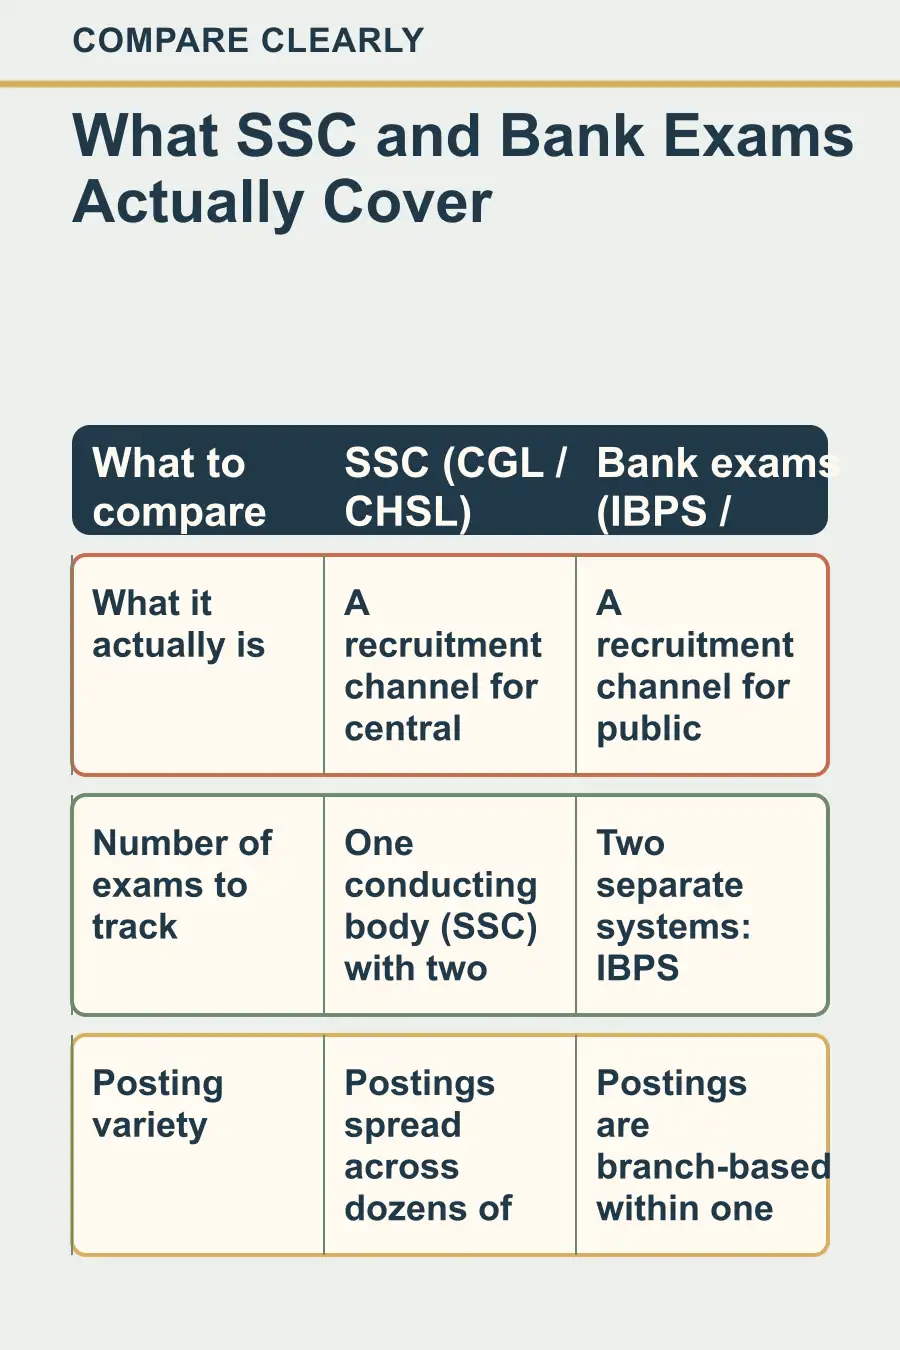 COMPARE CLEARLY
What SSC and Bank Exams
Actually Cover
What to
compare
SSC (CGL /
CHSL)
Bank exams
(IBPS /
What it
actually is
A
recruitment
channel for
central
A
recruitment
channel for
public
Number of
exams to
track
One
conducting
body (SSC)
with two
Two
separate
systems:
IBPS
Posting
variety
Postings
spread
across
dozens of
Postings
are
branch-based
within one